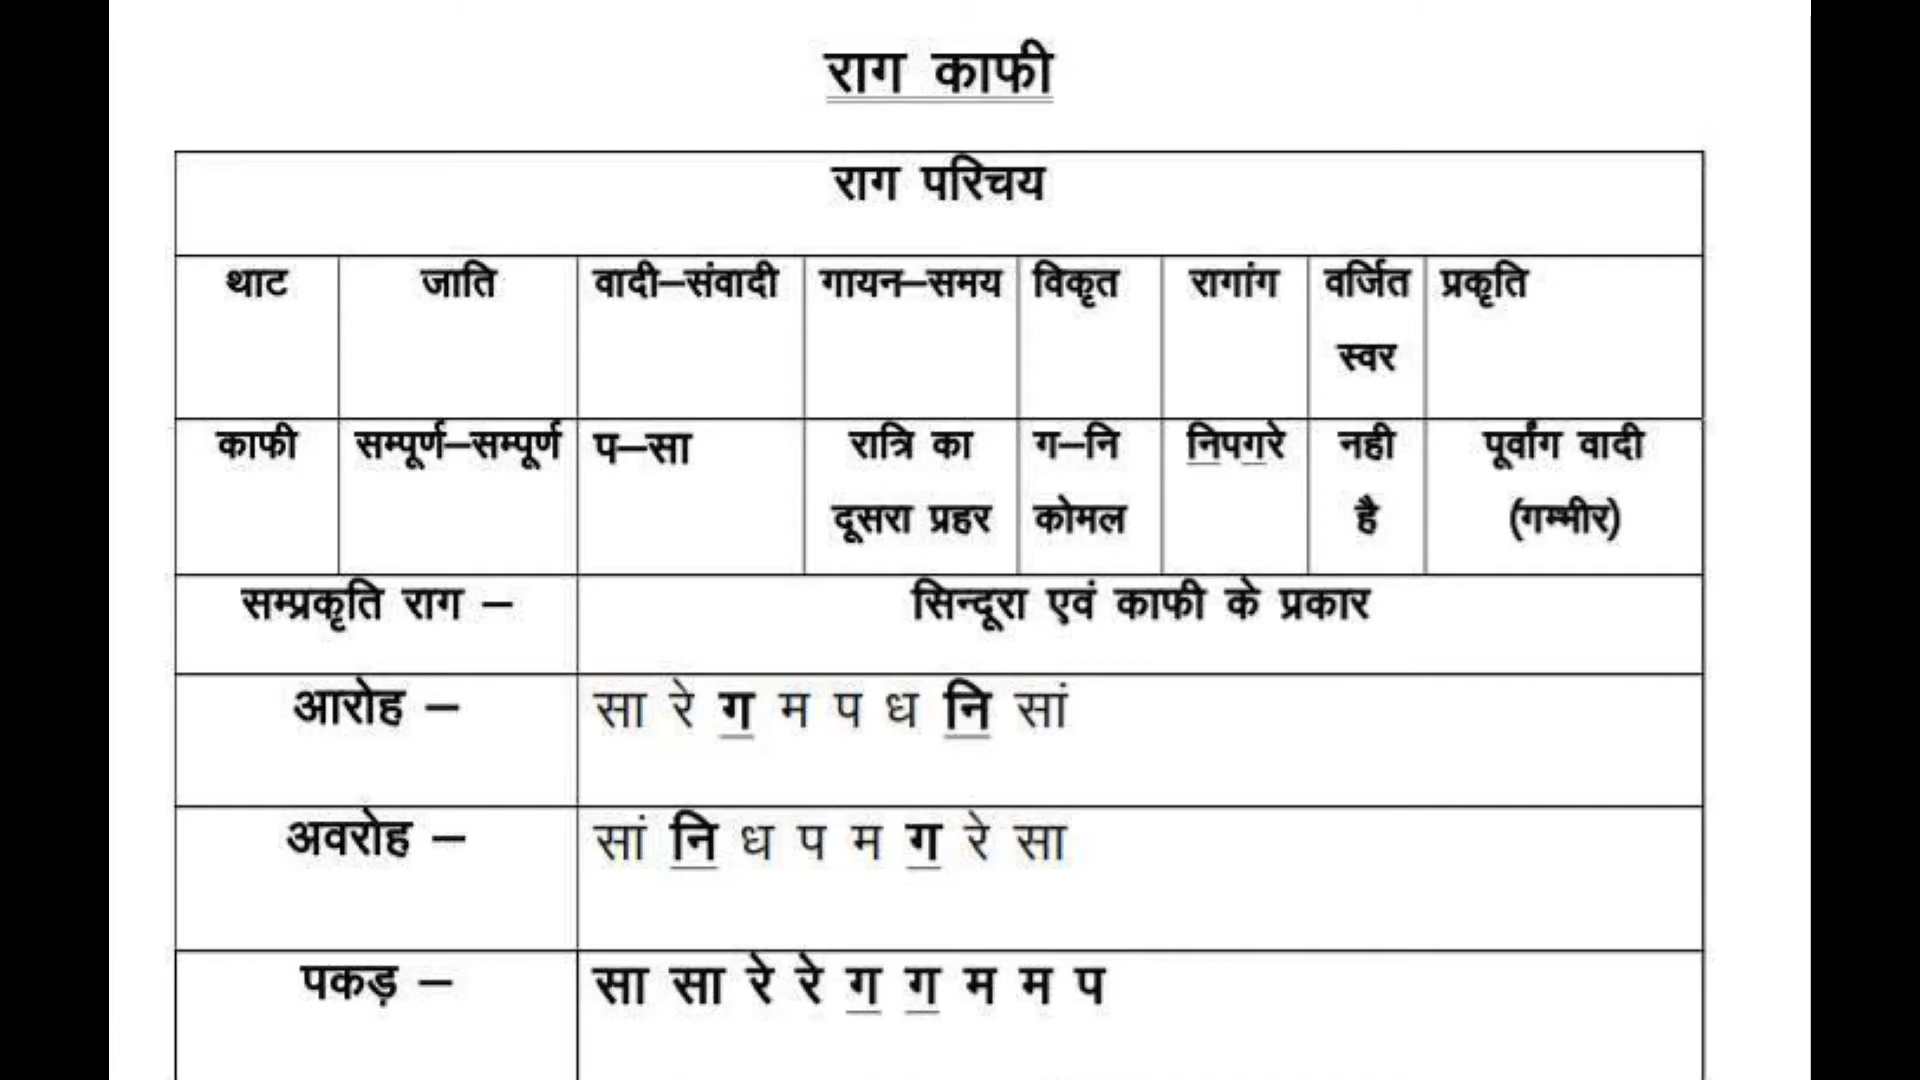 राग काफी
राग परिचय
थाट जाति वादी–संवादी गायन–समय विकृत रागांग वर्जित प्रकृति
स्वर
काफी सम्पूर्ण–सम्पूर्ण प–सा रात्रि का ग–नि निपगरे नही पूर्वांग वादी
दूसरा प्रहर कोमल है (गम्भीर)
सम्प्रकृति राग – सिन्दूरा एवं काफी के प्रकार
आरोह – सा रे ग म प ध नि सां
अवरोह – सां नि ध प म ग रे सा
पकड़ – सा सा रे रे ग ग म म प